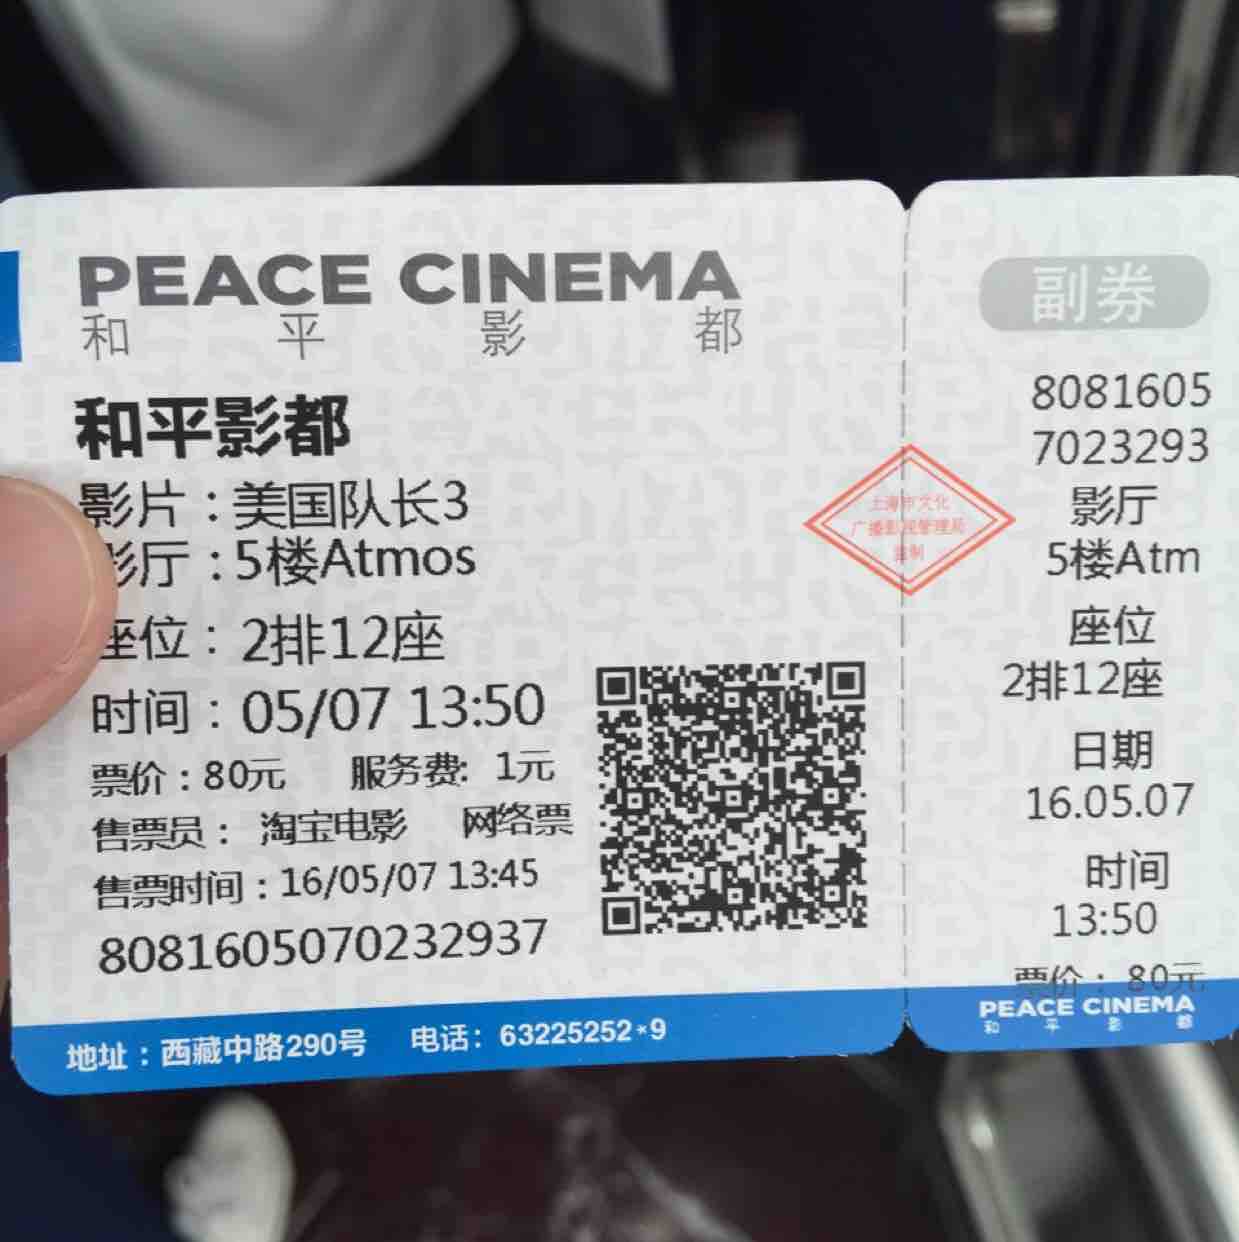 PEACE CINEMA
和平影都
和平影都
影片：美国队长3
影厅：5楼Atmos
座位：2排12座
时间：05/07 13:50
票价：80元 服务费: 1元
售票员： 淘宝电影 网络票
售票时间：16/05/07 13:45
8081605070232937
地址：西藏中路290号 电话：63225252*9
上海市文化
广播影视管理局
监制
副券
8081605
7023293
影厅
5楼Atm
座位
2排12座
日期
16.05.07
时间
13:50
票价： 80元
PEACE CINEMA
和平影都